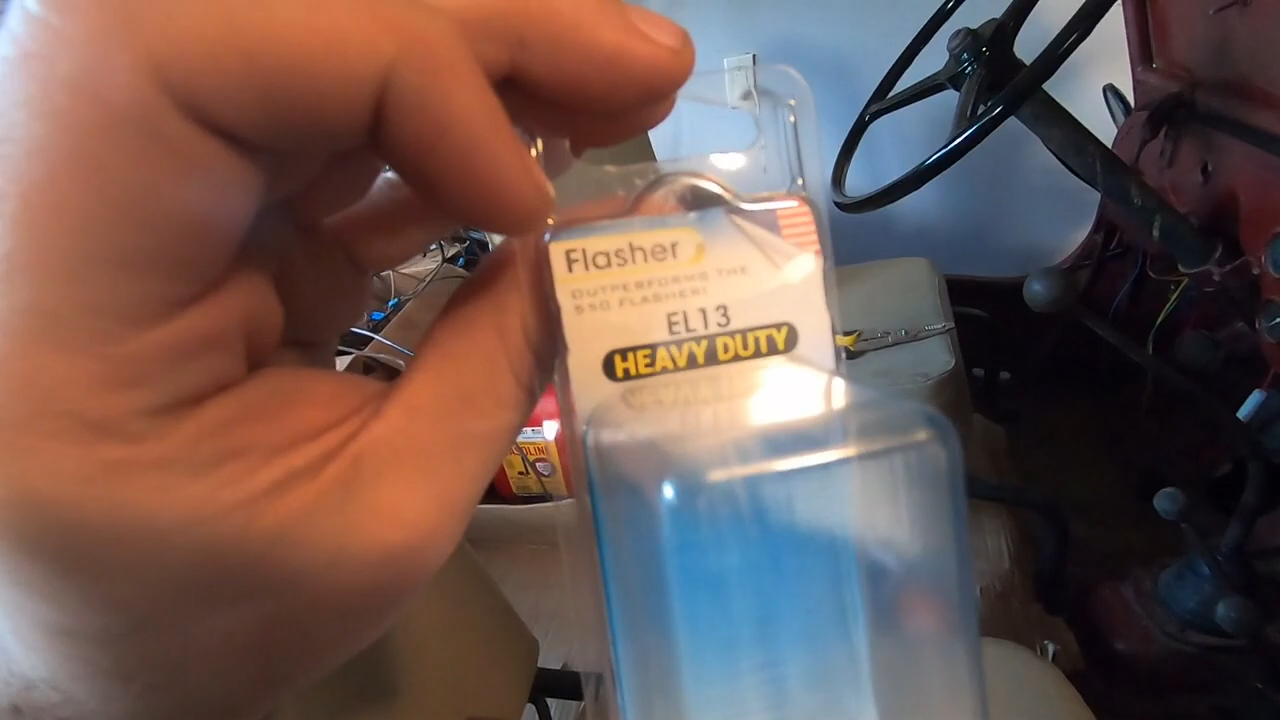 Flasher
OUTPERFORMS THE
550 FLASHER!
EL13
HEAVY DUTY